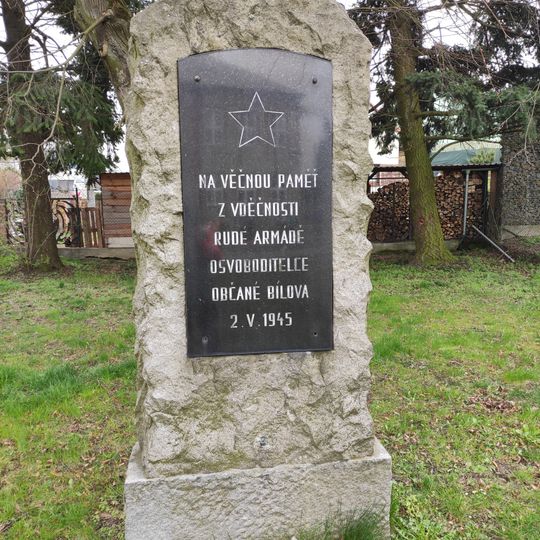 NA VĚČNOU PAMĚŤ
Z VDĚČNOSTI
RUDÉ ARMÁDĚ
OSVOBODITELCE
OBČANÉ BÍLOVA
2. V. 1945